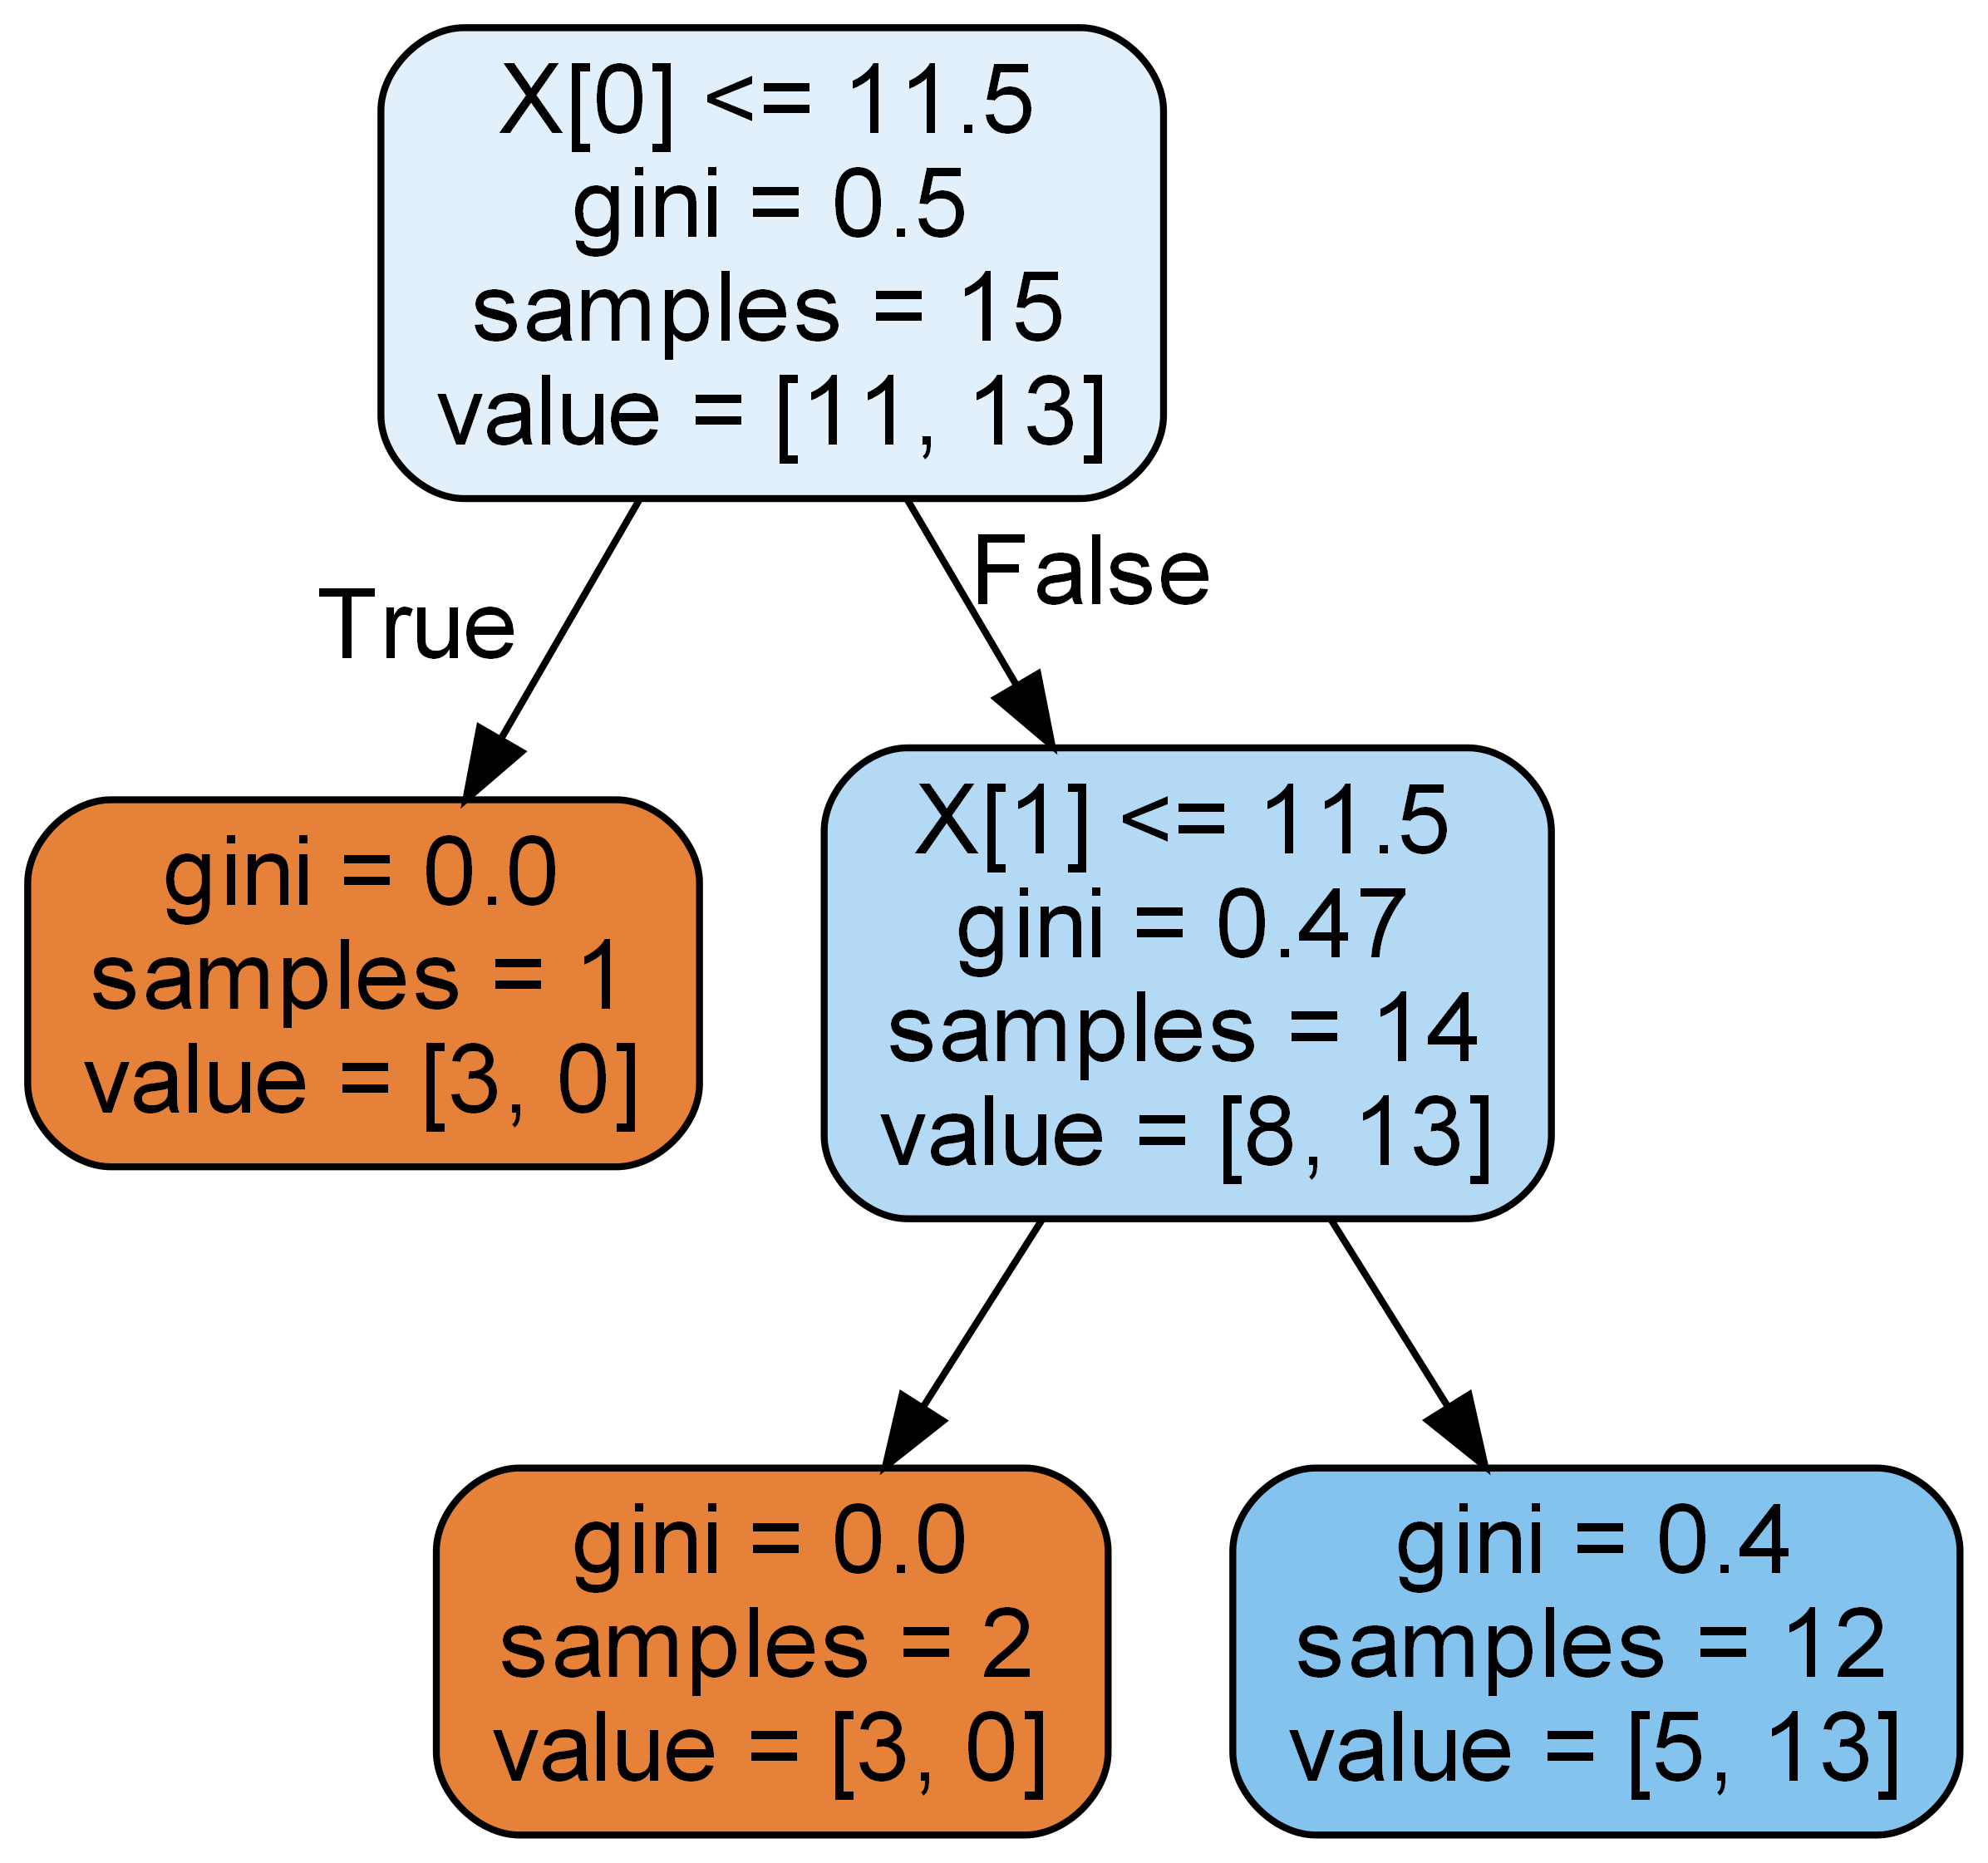 X[0] <= 11.5
gini = 0.5
samples = 15
value = [11, 13]
True
False
gini = 0.0
samples = 1
value = [3, 0]
X[1] <= 11.5
gini = 0.47
samples = 14
value = [8, 13]
gini = 0.0
samples = 2
value = [3, 0]
gini = 0.4
samples = 12
value = [5, 13]